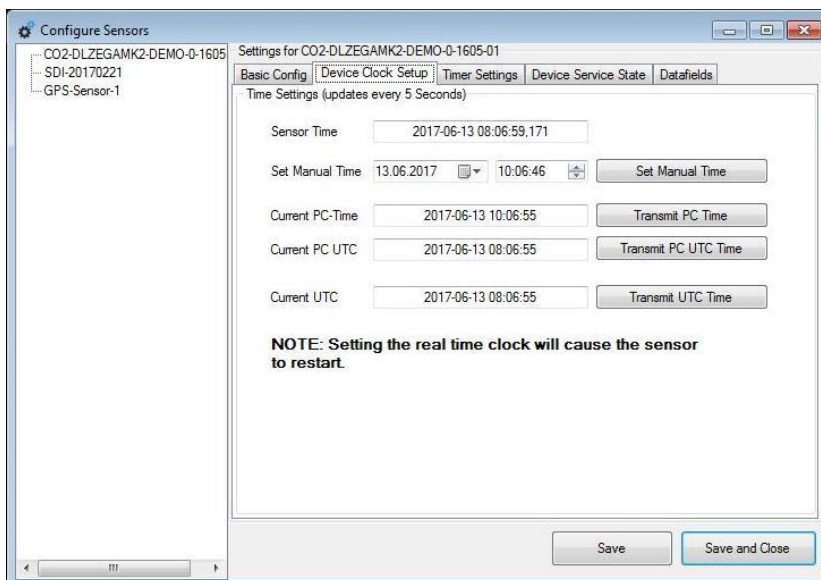 Configure Sensors
CO2-DLZEGAMK2-DEMO-0-1605
SDI-20170221
GPS-Sensor-1
Settings for CO2-DLZEGAMK2-DEMO-0-1605-01
Basic Config Device Clock Setup Timer Settings Device Service State Datafields
Time Settings (updates every 5 Seconds)
Sensor Time 2017-06-13 08:06:59,171
Set Manual Time 13.06.2017 10:06:46 Set Manual Time
Current PC-Time 2017-06-13 10:06:55 Transmit PC Time
Current PC UTC 2017-06-13 08:06:55 Transmit PC UTC Time
Current UTC 2017-06-13 08:06:55 Transmit UTC Time
NOTE: Setting the real time clock will cause the sensor
to restart.
Save Save and Close